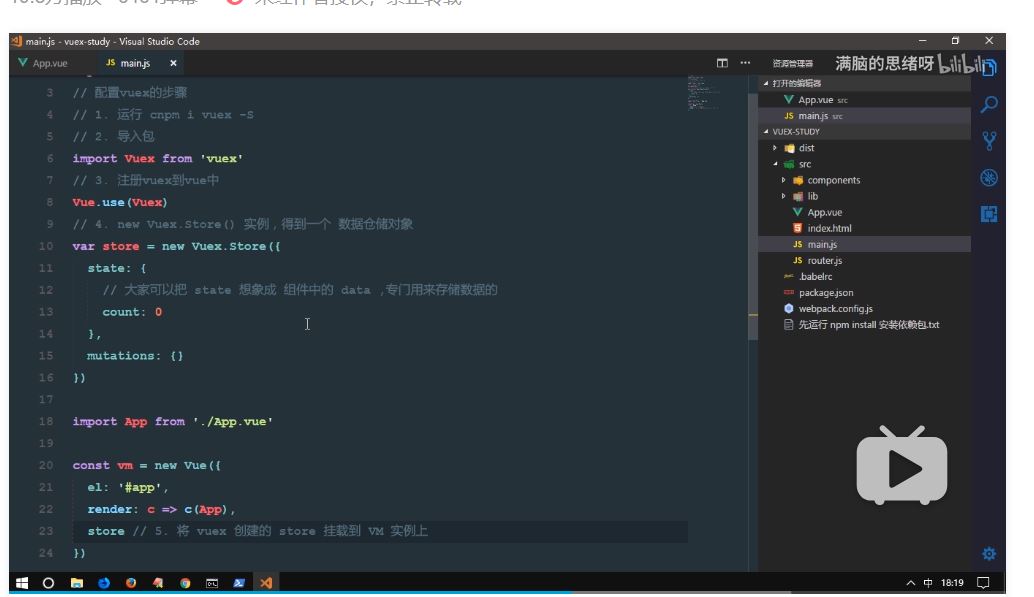 main.js - vuex-study - Visual Studio Code
App.vue
JS main.js
3 // 配置vuex的步骤
4 // 1. 运行 cnpm i vuex -S
5 // 2. 导入包
6 import Vuex from 'vuex'
7 // 3. 注册vuex到vue中
8 Vue.use(Vuex)
9 // 4. new Vuex.Store() 实例，得到一个 数据仓储对象
10 var store = new Vuex.Store({
11 state: {
12 // 大家可以把 state 想象成 组件中的 data ,专门用来存储数据的
13 count: 0
14 },
15 mutations: {}
16 })
17
18 import App from './App.vue'
19
20 const vm = new Vue({
21 el: '#app',
22 render: c => c(App),
23 store // 5. 将 vuex 创建的 store 挂载到 VM 实例上
24 })
资源管理器
满脑的思绪呀 bilibili
打开的编辑器
App.vue src
JS main.js src
VUEX-STUDY
dist
src
components
lib
App.vue
index.html
JS main.js
JS router.js
.babelrc
package.json
webpack.config.js
先运行 npm install 安装依赖包.txt
中 18:19